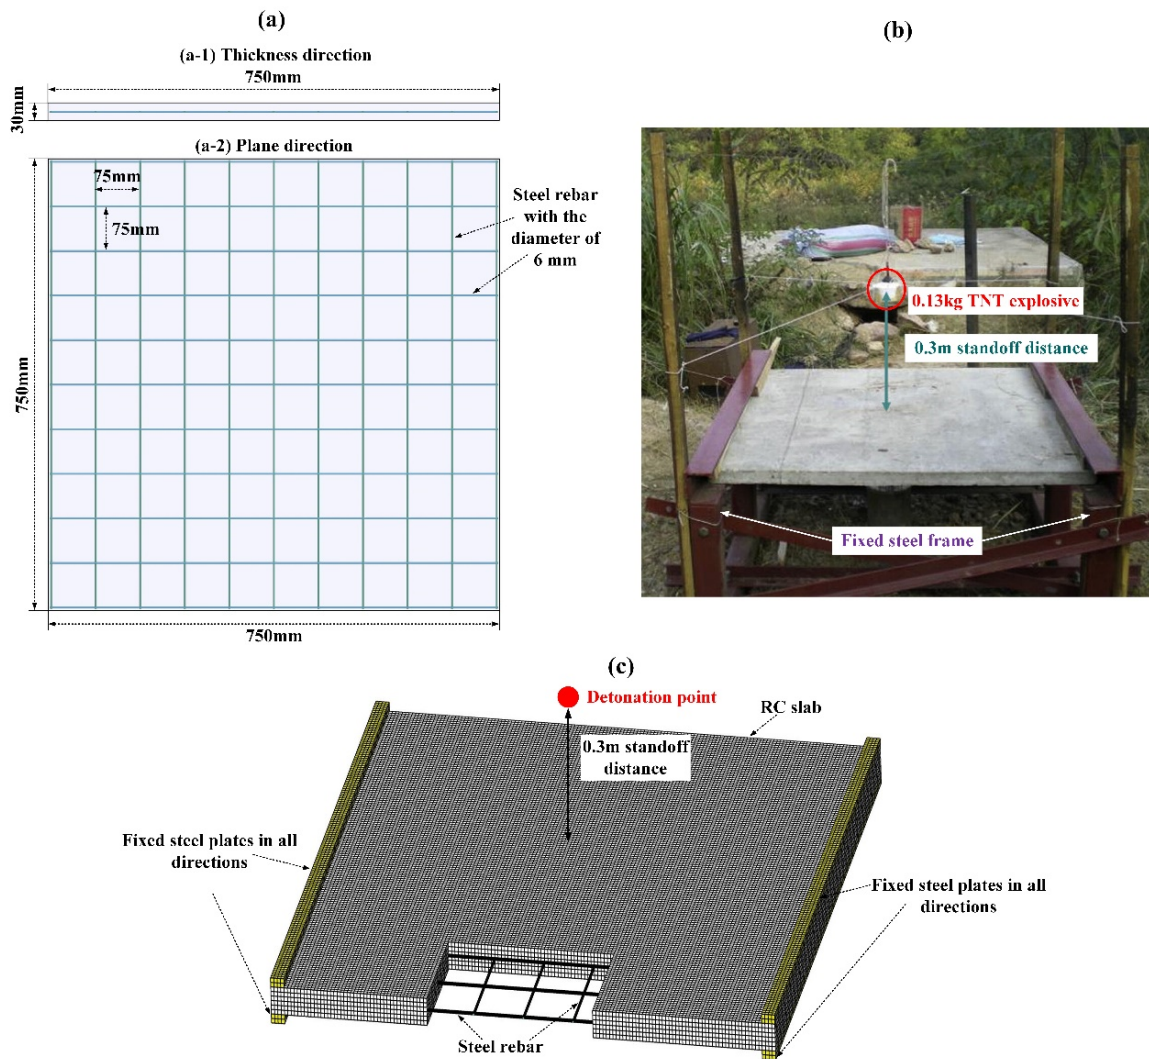 (a)
(a-1) Thickness direction
750mm
30mm
(a-2) Plane direction
75mm
75mm
750mm
Steel rebar
with the
diameter of
6 mm
750mm
(b)
0.13kg TNT explosive
0.3m standoff distance
Fixed steel frame
(c)
Detonation point
RC slab
0.3m standoff
distance
Fixed steel plates in all
directions
Fixed steel plates in all
directions
Steel rebar